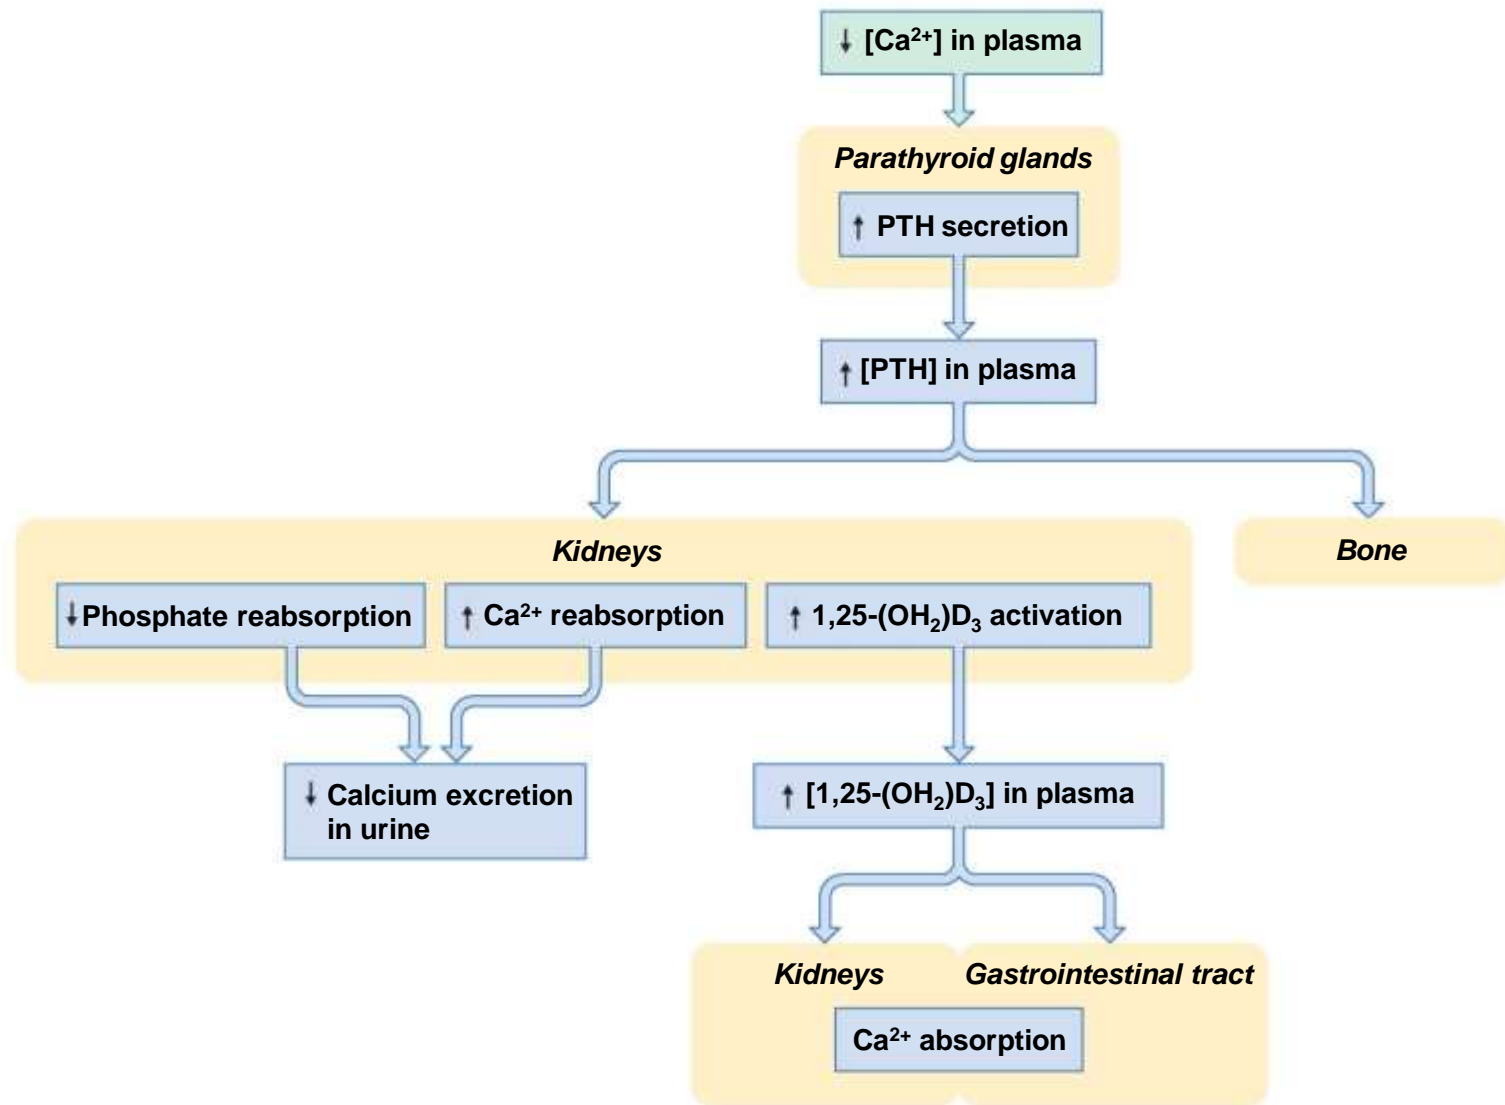 ↓ [Ca²⁺] in plasma
Parathyroid glands
↑ PTH secretion
↑ [PTH] in plasma
Kidneys
Bone
↓ Phosphate reabsorption
↑ Ca²⁺ reabsorption
↑ 1,25-(OH₂)D₃ activation
↓ Calcium excretion
in urine
↑ [1,25-(OH₂)D₃] in plasma
Kidneys
Gastrointestinal tract
Ca²⁺ absorption